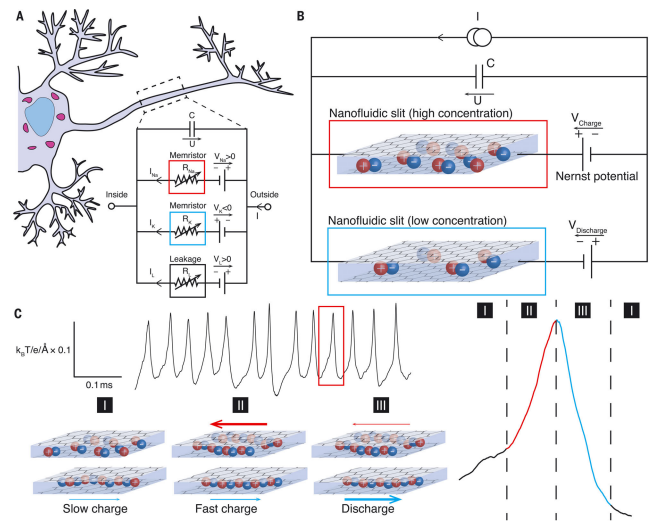 A
C
U
Memristor
V_Na>0
I_Na
R_Na
- +
Inside
Outside
Memristor
V_K<0
I
I_K
R_K
+ -
Leakage
V_L>0
I_L
R_L
- +
B
I
C
U
Nanofluidic slit (high concentration)
V_Charge
+ -
Nernst potential
Nanofluidic slit (low concentration)
V_Discharge
- +
C
k_BT/e/Å × 0.1
0.1 ms
I
II
III
Slow charge
Fast charge
Discharge
I
II
III
I